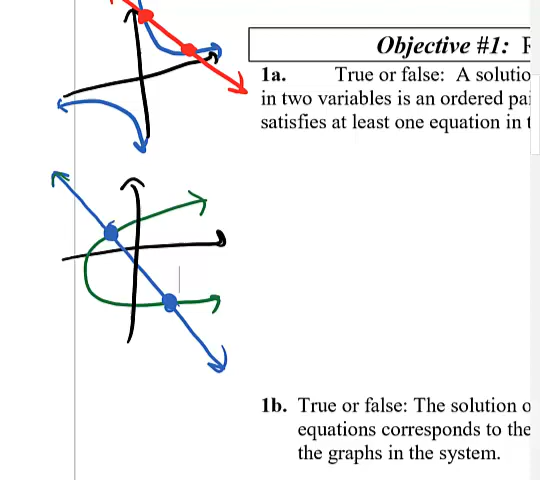 Objective #1:
1a. True or false: A solutio
in two variables is an ordered pai
satisfies at least one equation in t
1b. True or false: The solution o
equations corresponds to the
the graphs in the system.